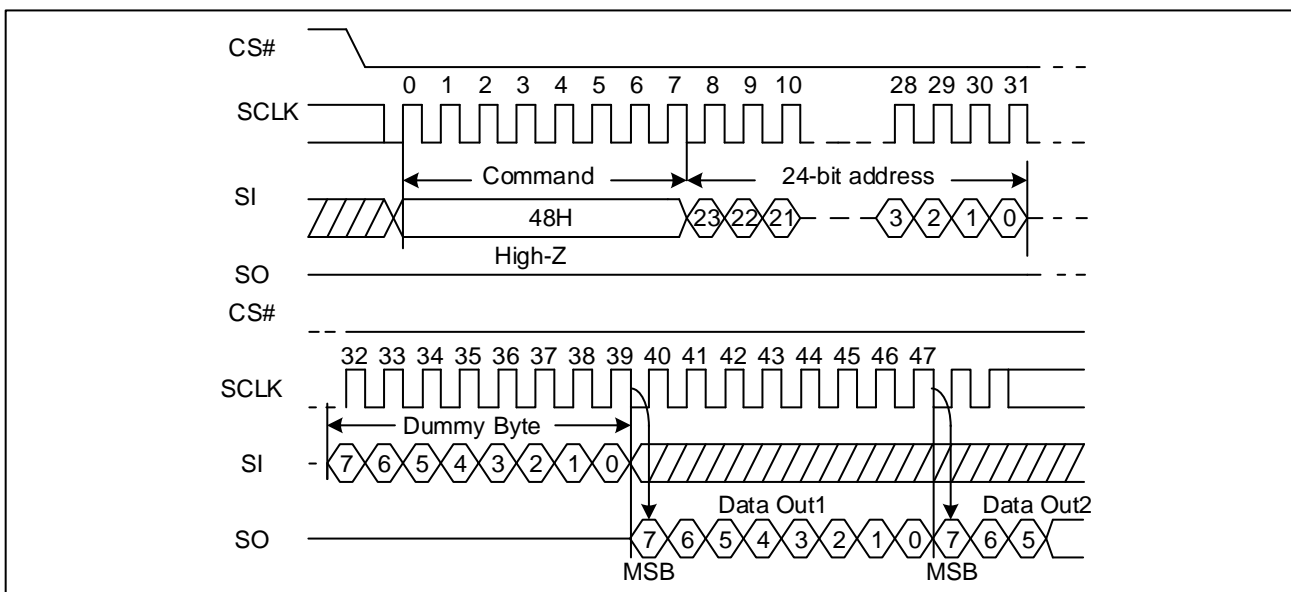 CS#
0 1 2 3 4 5 6 7 8 9 10 28 29 30 31
SCLK
Command 24-bit address
SI
48H 23 22 21 3 2 1 0
High-Z
SO
CS#
32 33 34 35 36 37 38 39 40 41 42 43 44 45 46 47
SCLK
Dummy Byte
SI 7 6 5 4 3 2 1 0
Data Out1 Data Out2
SO 7 6 5 4 3 2 1 0 7 6 5
MSB MSB